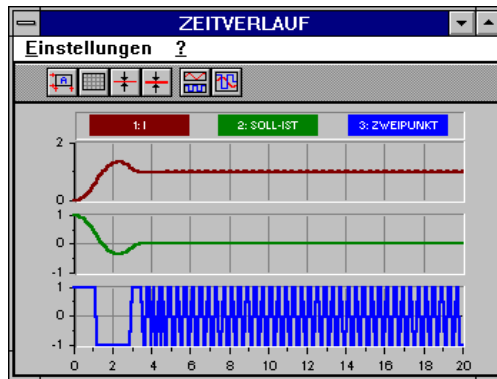 ZEITVERLAUF
Einstellungen ?
A
1: I 2: SOLL-IST 3: ZWEIPUNKT
2
0
1
0
-1
1
0
-1
0 2 4 6 8 10 12 14 16 18 20